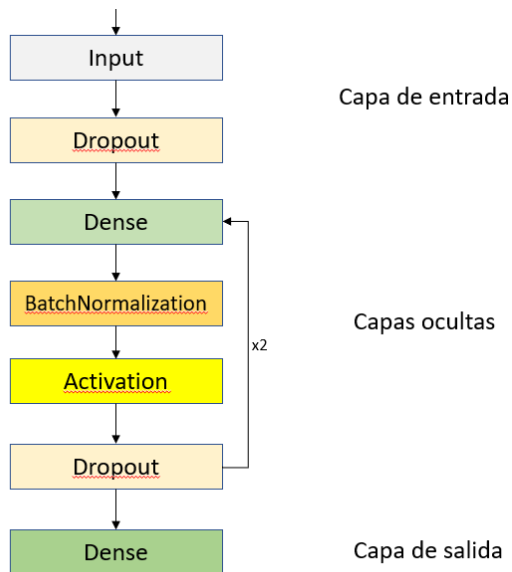 Input
Capa de entrada
Dropout
Dense
BatchNormalization
Capas ocultas
x2
Activation
Dropout
Dense
Capa de salida